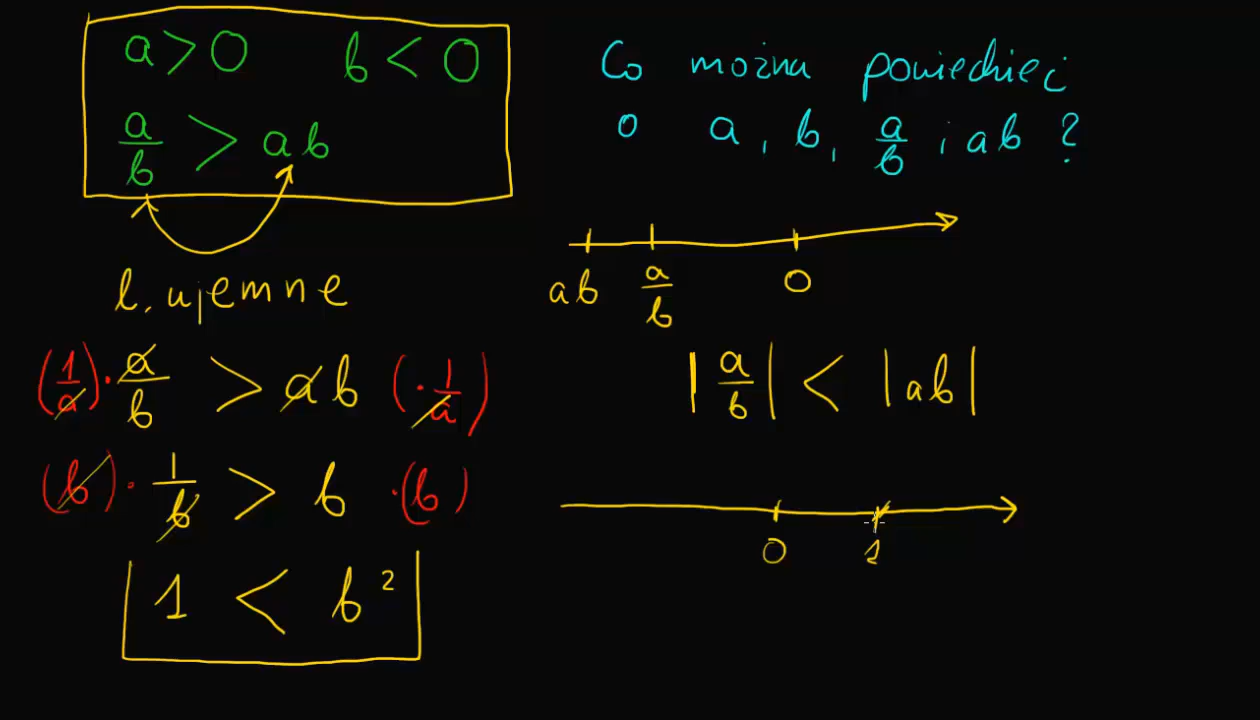 a > 0 b < 0
a/b > ab
l. ujemne
(1/a) · a/b > ab (· 1/a)
(b) · 1/b > b · (b)
1 < b²
Co można powiedzieć
o a, b, a/b i ab ?
ab a/b 0
|a/b| < |ab|
0 1